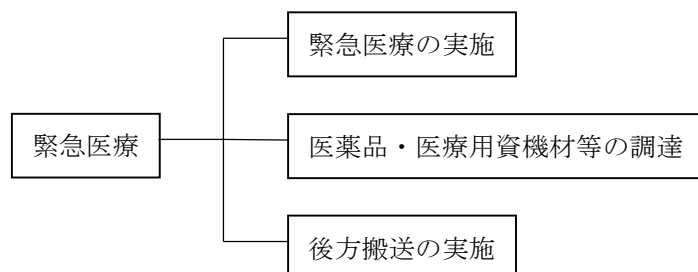 緊急医療の実施
緊急医療
医薬品・医療用資機材等の調達
後方搬送の実施